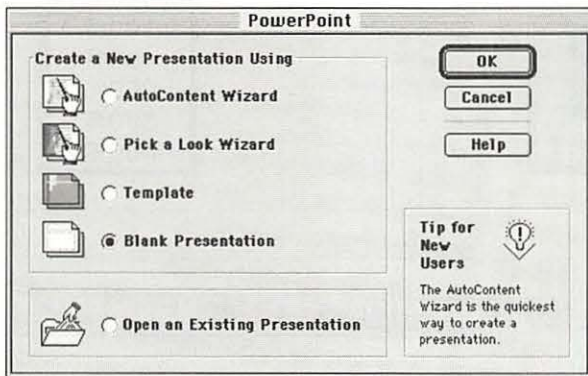 PowerPoint
Create a New Presentation Using
AutoContent Wizard
Pick a Look Wizard
Template
Blank Presentation
Open an Existing Presentation
OK
Cancel
Help
Tip for
New
Users
The AutoContent
Wizard is the quickest
way to create a
presentation.